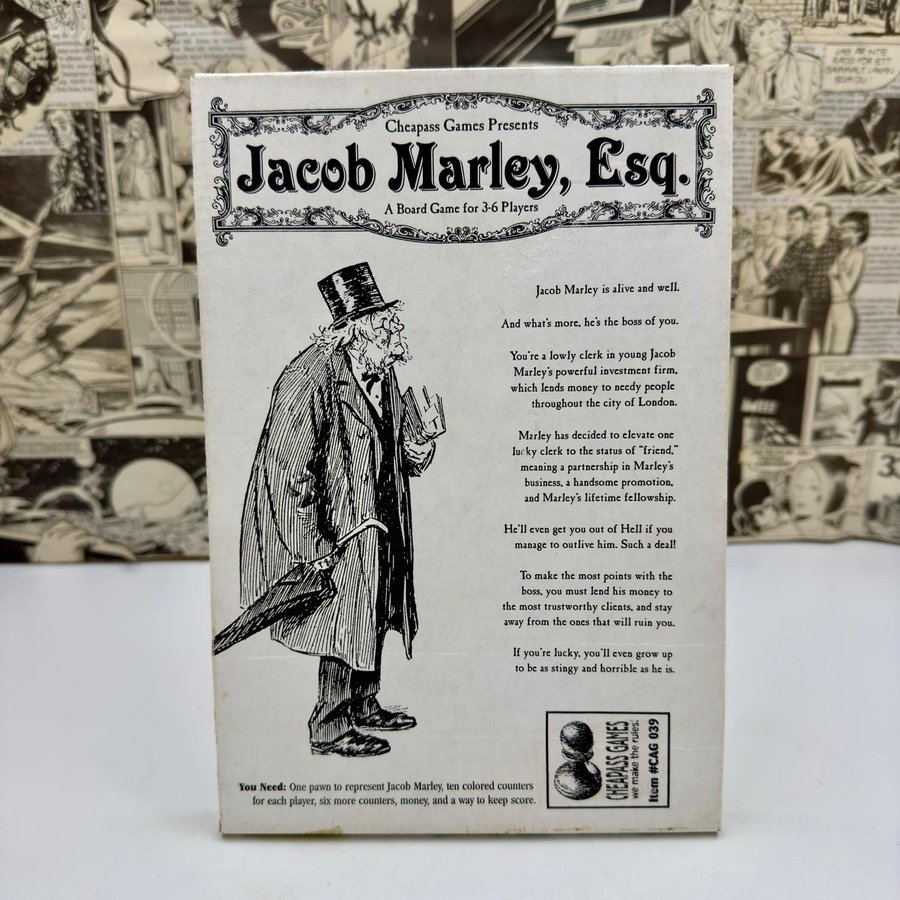 Cheapass Games Presents
Jacob Marley, Esq.
A Board Game for 3-6 Players
Jacob Marley is alive and well.
And what's more, he's the boss of you.
You're a lowly clerk in young Jacob
Marley's powerful investment firm,
which lends money to needy people
throughout the city of London.
Marley has decided to elevate one
lucky clerk to the status of "friend,"
meaning a partnership in Marley's
business, a handsome promotion,
and Marley's lifetime fellowship.
He'll even get you out of Hell if you
manage to outlive him. Such a deal!
To make the most points with the
boss, you must lend his money to
the most trustworthy clients, and stay
away from the ones that will ruin you.
If you're lucky, you'll even grow up
to be as stingy and horrible as he is.
You Need: One pawn to represent Jacob Marley, ten colored counters
for each player, six more counters, money, and a way to keep score.
CHEAPASS GAMES
we make the rules.
Item #CAG 039